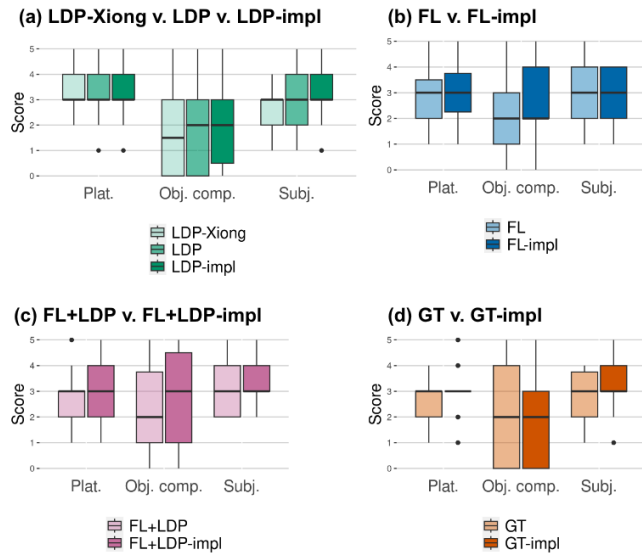 (a) LDP-Xiong v. LDP v. LDP-impl
Score
5
4
3
2
1
0
Plat. Obj. comp. Subj.
LDP-Xiong
LDP
LDP-impl
(b) FL v. FL-impl
Score
5
4
3
2
1
0
Plat. Obj. comp. Subj.
FL
FL-impl
(c) FL+LDP v. FL+LDP-impl
Score
5
4
3
2
1
0
Plat. Obj. comp. Subj.
FL+LDP
FL+LDP-impl
(d) GT v. GT-impl
Score
5
4
3
2
1
0
Plat. Obj. comp. Subj.
GT
GT-impl